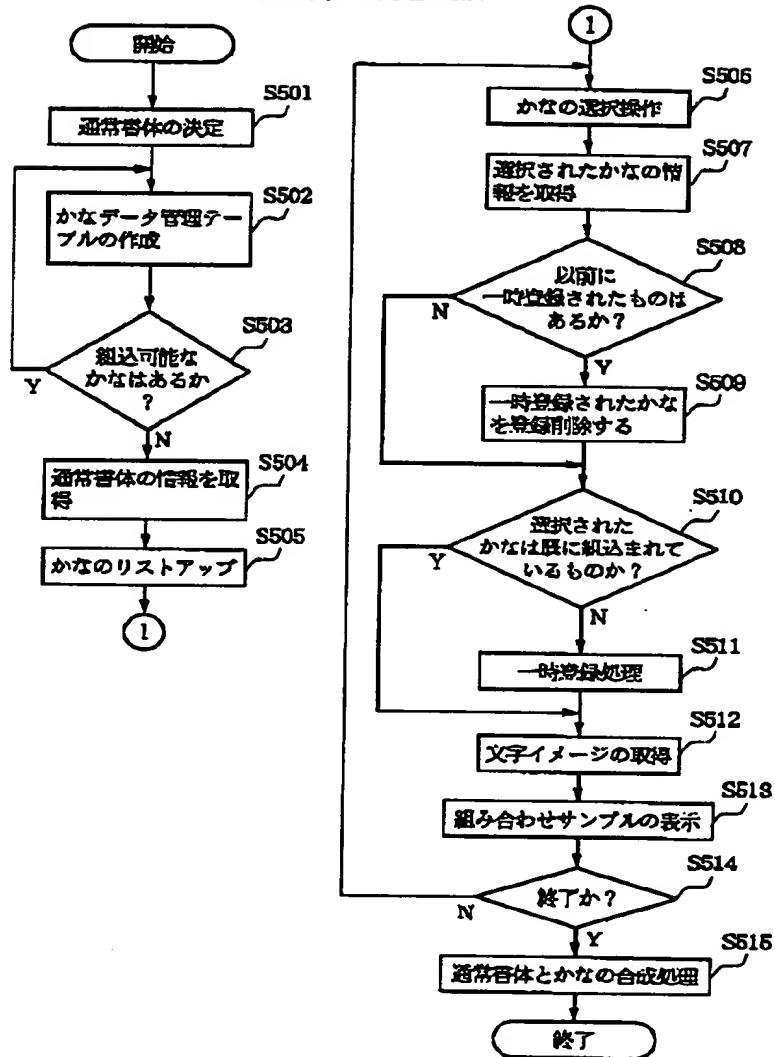 開始
S501
通常書体の決定
S502
かなデータ管理テー
ブルの作成
S503
組込可能な
かなはあるか
?
Y
N
S504
通常書体の情報を取
得
S505
かなのリストアップ
1
1
S506
かなの選択操作
S507
選択されたかなの情
報を取得
S508
以前に
一時登録されたものは
あるか?
N
Y
S509
一時登録されたかな
を登録削除する
S510
選択された
かなは既に組込まれて
いるものか?
Y
N
S511
一時登録処理
S512
文字イメージの取得
S513
組み合わせサンプルの表示
S514
終了か?
N
Y
S515
通常書体とかなの合成処理
終了